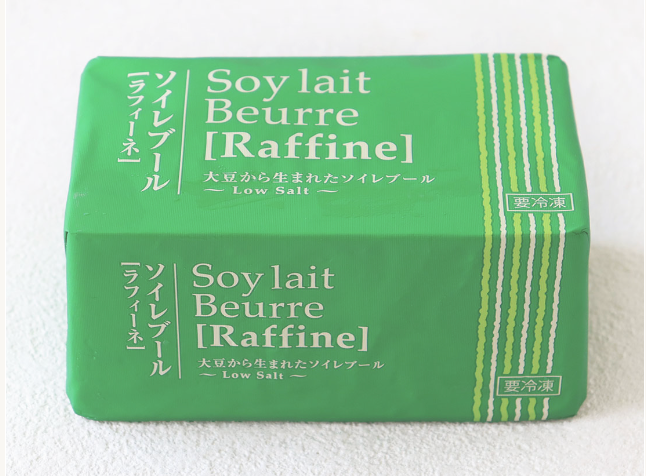 ソイレブール
[ラフィーネ]
Soy lait
Beurre
[Raffine]
大豆から生まれたソイレブール
～ Low Salt ～
要冷凍
ソイレブール
[ラフィーネ]
Soy lait
Beurre
[Raffine]
大豆から生まれたソイレブール
～ Low Salt ～
要冷凍